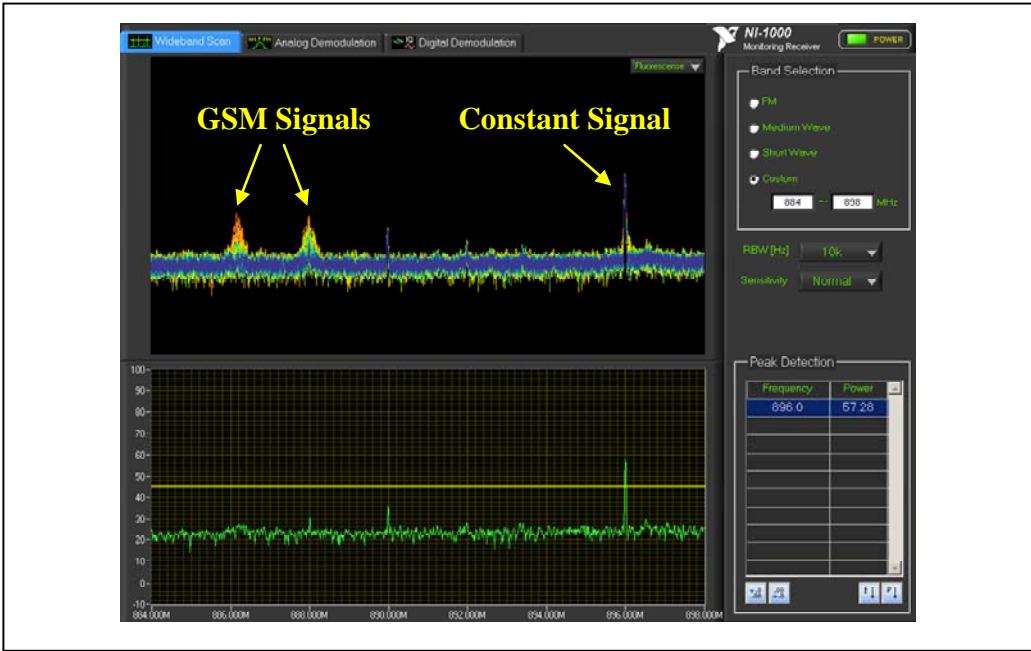 Wideband Scan
Analog Demodulation
Digital Demodulation
NI-1000
Monitoring Receiver
POWER
Fluorescense
GSM Signals
Constant Signal
Band Selection
FM
Medium Wave
Short Wave
Custom
884 ~ 898 MHz
RBW [Hz] 10k
Sensitivity Normal
100
90
80
70
60
50
40
30
20
10
0
-10
884.000M 886.000M 888.000M 890.000M 892.000M 894.000M 896.000M 898.000M
Peak Detection
Frequency Power
896.0 57.28